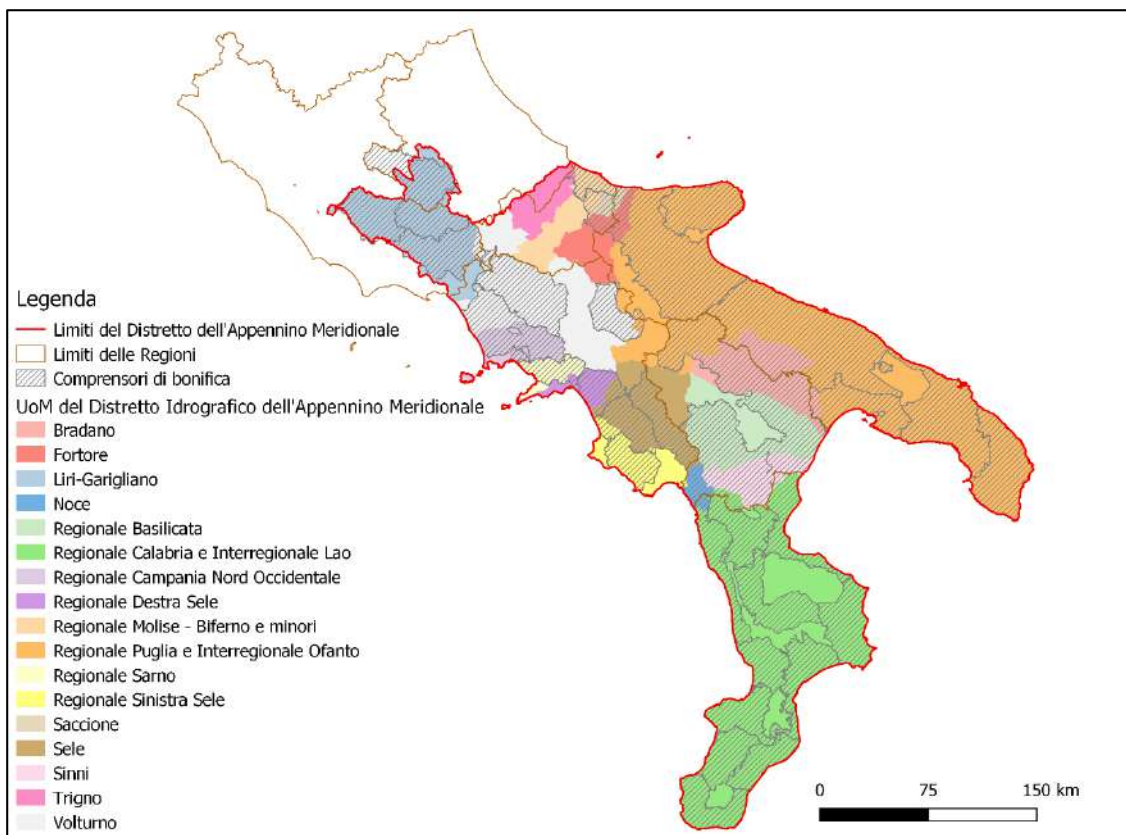 Legenda
Limiti del Distretto dell'Appennino Meridionale
Limiti delle Regioni
Comprensori di bonifica
UoM del Distretto Idrografico dell'Appennino Meridionale
Bradano
Fortore
Liri-Garigliano
Noce
Regionale Basilicata
Regionale Calabria e Interregionale Lao
Regionale Campania Nord Occidentale
Regionale Destra Sele
Regionale Molise - Biferno e minori
Regionale Puglia e Interregionale Ofanto
Regionale Sarno
Regionale Sinistra Sele
Saccione
Sele
Sinni
Trigno
Volturno
0 75 150 km